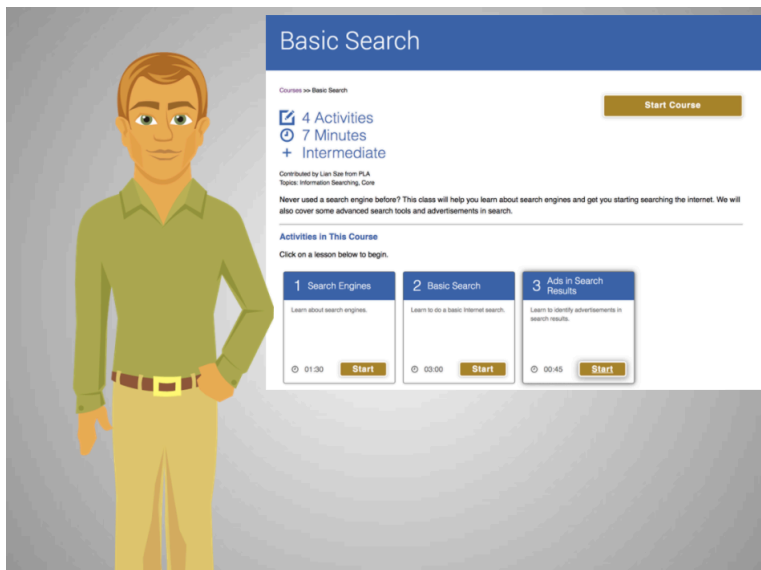 Basic Search
Courses >> Basic Search
Start Course
4 Activities
7 Minutes
+ Intermediate
Contributed by Lian Sze from PLA
Topics: Information Searching, Core
Never used a search engine before? This class will help you learn about search engines and get you starting searching the internet. We will
also cover some advanced search tools and advertisements in search.
Activities in This Course
Click on a lesson below to begin.
1 Search Engines
Learn about search engines.
01:30 Start
2 Basic Search
Learn to do a basic Internet search.
03:00 Start
3 Ads in Search
Results
Learn to identify advertisements in
search results.
00:45 Start